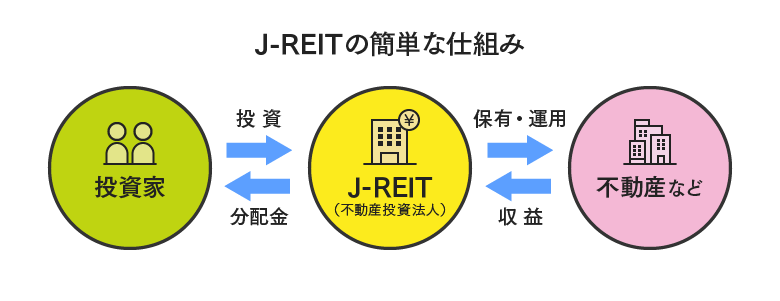 J-REITの簡単な仕組み
投資
保有・運用
¥
投資家
J-REIT
(不動産投資法人)
不動産など
分配金
収益